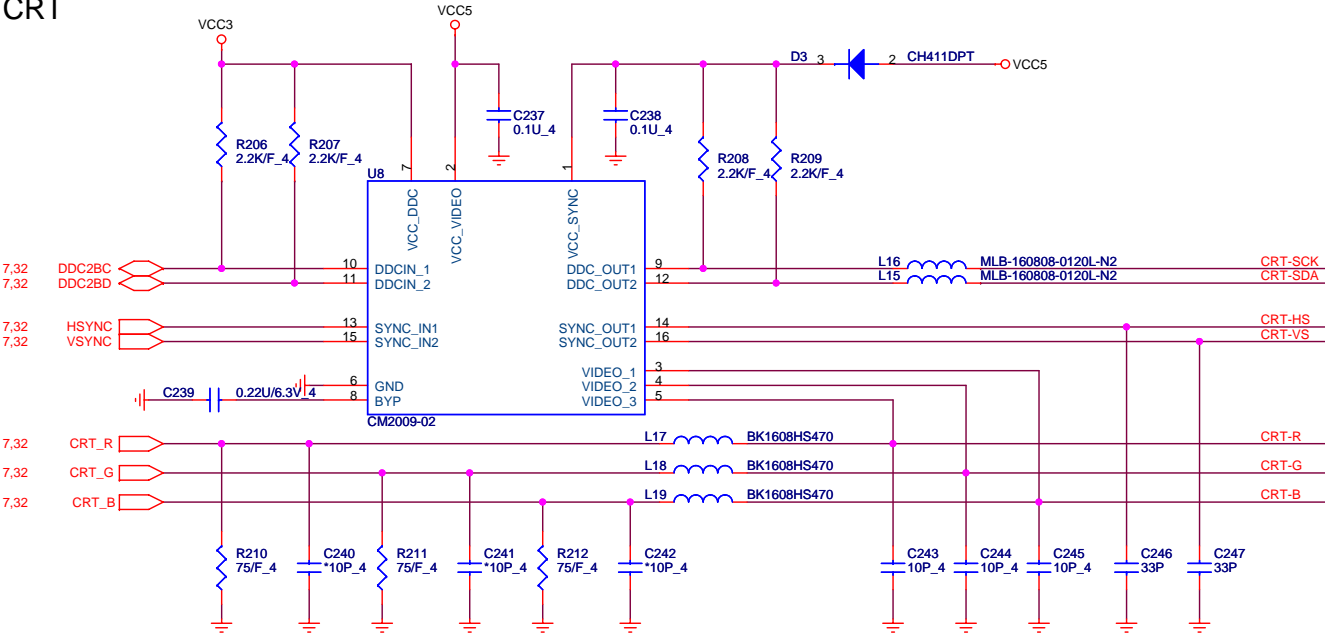 CRT
VCC3
VCC5
D3 3 2 CH411DPT
VCC5
C237
0.1U_4
C238
0.1U_4
R206
2.2K/F_4
R207
2.2K/F_4
R208
2.2K/F_4
R209
2.2K/F_4
U8
7 2 1
VCC_DDC
VCC_VIDEO
VCC_SYNC
7,32 DDC2BC 10 DDCIN_1 DDC_OUT1 9 L16 MLB-160808-0120L-N2 CRT-SCK
7,32 DDC2BD 11 DDCIN_2 DDC_OUT2 12 L15 MLB-160808-0120L-N2 CRT-SDA
7,32 HSYNC 13 SYNC_IN1 SYNC_OUT1 14 CRT-HS
7,32 VSYNC 15 SYNC_IN2 SYNC_OUT2 16 CRT-VS
VIDEO_1 3
6 GND VIDEO_2 4
C239 0.22U/6.3V_4 8 BYP VIDEO_3 5
CM2009-02
7,32 CRT_R L17 BK1608HS470 CRT-R
7,32 CRT_G L18 BK1608HS470 CRT-G
7,32 CRT_B L19 BK1608HS470 CRT-B
R210
75/F_4
C240
*10P_4
R211
75/F_4
C241
*10P_4
R212
75/F_4
C242
*10P_4
C243
10P_4
C244
10P_4
C245
10P_4
C246
33P
C247
33P